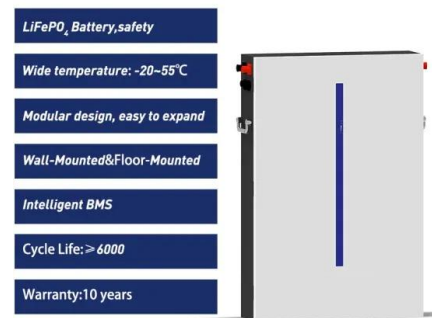 LiFePO₄ Battery,safety
Wide temperature: -20~55℃
Modular design, easy to expand
Wall-Mounted&Floor-Mounted
Intelligent BMS
Cycle Life:≥6000
Warranty:10 years